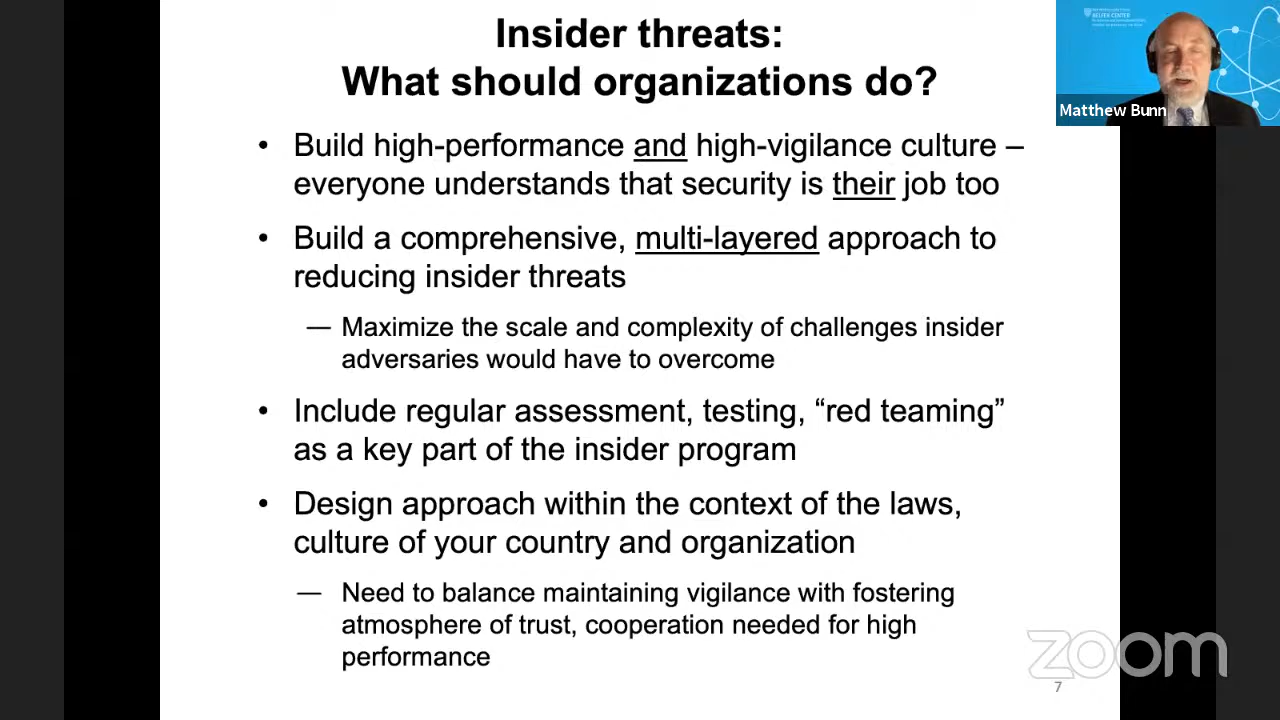 Insider threats:
What should organizations do?
• Build high-performance and high-vigilance culture –
everyone understands that security is their job too
• Build a comprehensive, multi-layered approach to
reducing insider threats
— Maximize the scale and complexity of challenges insider
adversaries would have to overcome
• Include regular assessment, testing, “red teaming”
as a key part of the insider program
• Design approach within the context of the laws,
culture of your country and organization
— Need to balance maintaining vigilance with fostering
atmosphere of trust, cooperation needed for high
performance
7
BELFER CENTER
Matthew Bunn
zoom